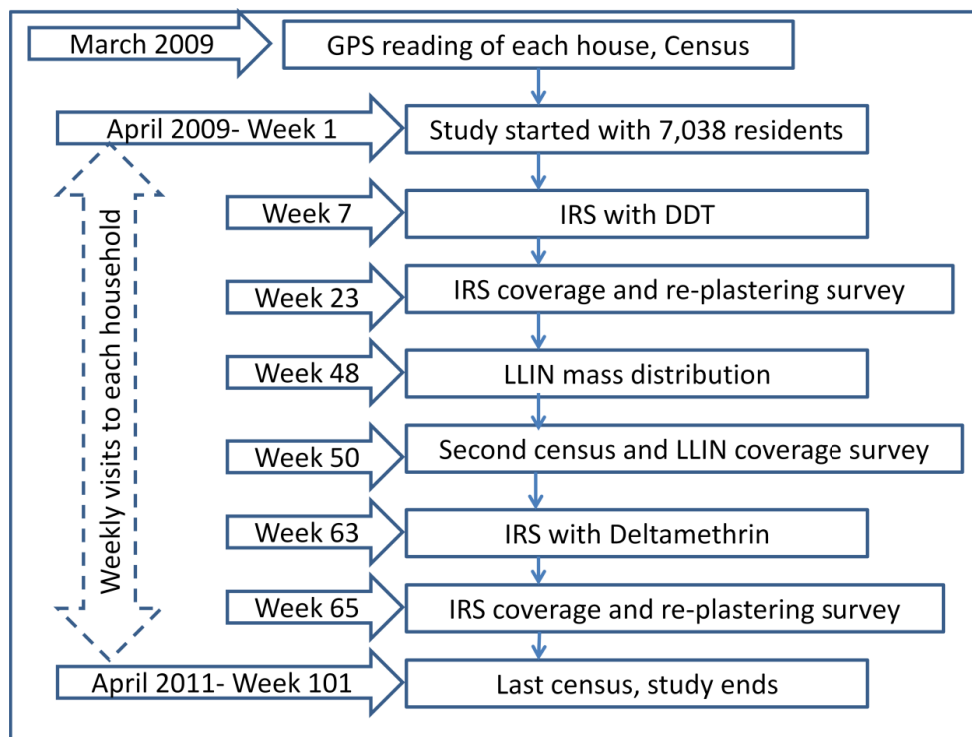 March 2009
GPS reading of each house, Census
April 2009- Week 1
Study started with 7,038 residents
Week 7
IRS with DDT
Week 23
IRS coverage and re-plastering survey
Week 48
LLIN mass distribution
Week 50
Second census and LLIN coverage survey
Week 63
IRS with Deltamethrin
Week 65
IRS coverage and re-plastering survey
April 2011- Week 101
Last census, study ends
Weekly visits to each household